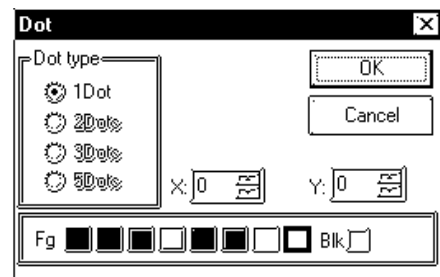 Dot
Dot type
OK
1Dot
2Dots
Cancel
3Dots
5Dots
X: 0
Y: 0
Fg
Blk